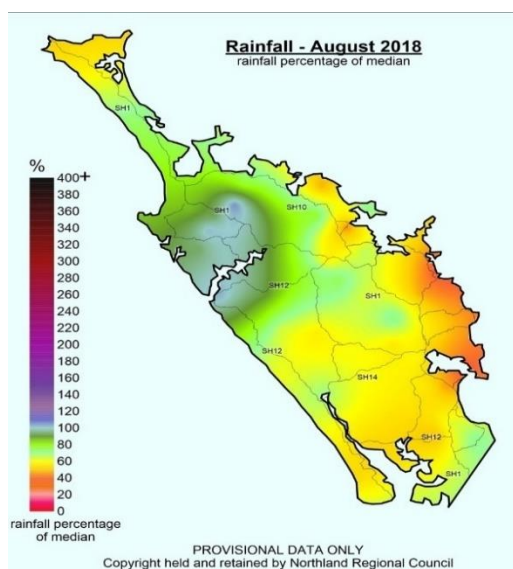 Rainfall - August 2018
rainfall percentage of median
SH1
%
400+
380
360
340
320
300
280
260
240
220
200
180
160
140
120
100
80
60
40
20
0
SH1
SH10
SH12
SH1
SH12
SH14
SH12
SH1
rainfall percentage
of median
PROVISIONAL DATA ONLY
Copyright held and retained by Northland Regional Council